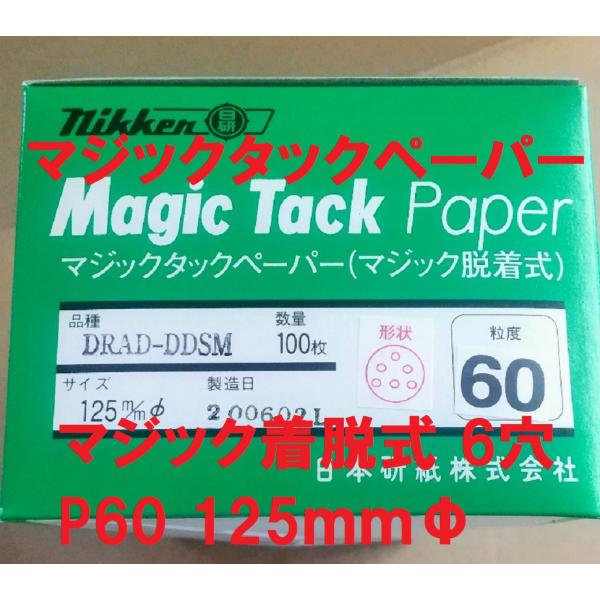 nikken 日研
マジックタックペーパー
Magic Tack Paper
マジックタックペーパー(マジック脱着式)
品種 数量 形状 粒度
DRAD-DDSM 100枚 60
サイズ 製造日
125m/mφ 200602L
マジック着脱式 6穴
日本研紙株式会社
P60 125mmΦ